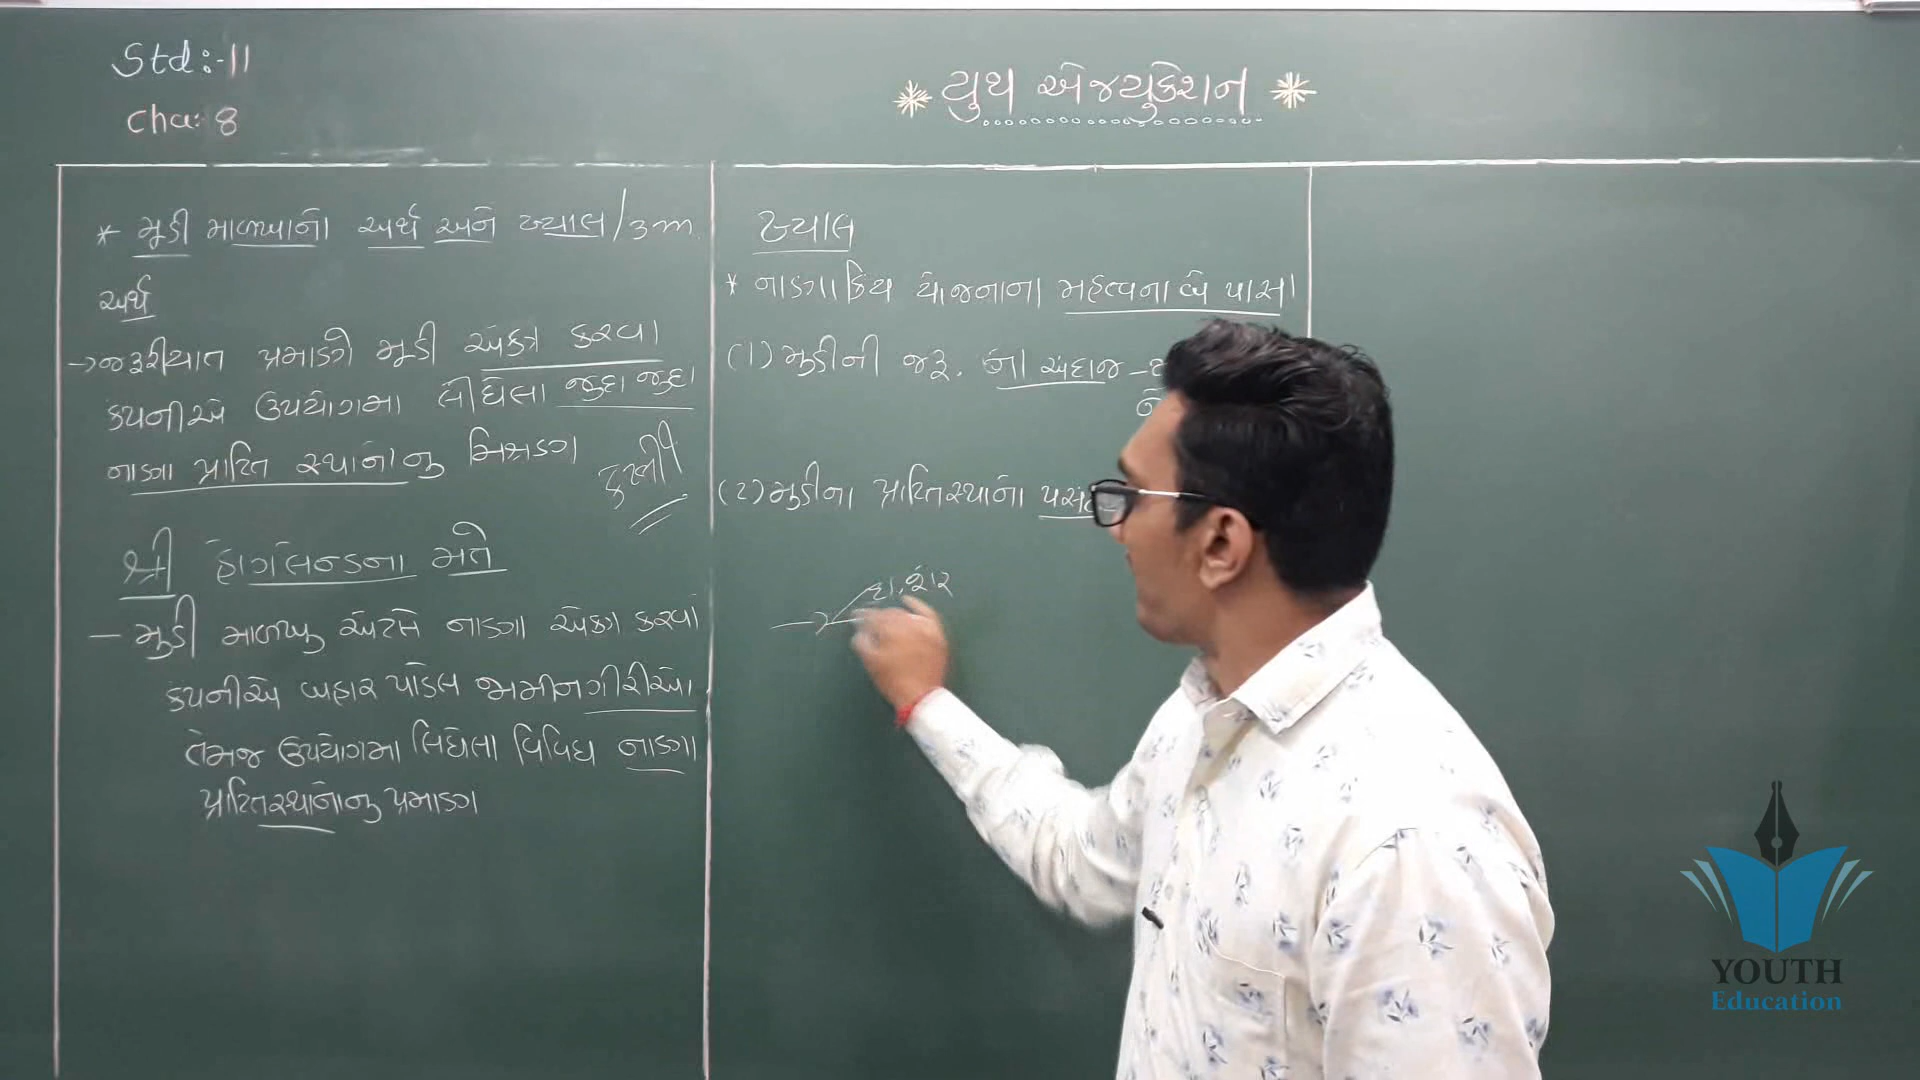 Std:-11
Cha:- 8
* યુથ એજ્યુકેશન *
* મૂડી માળખાનો અર્થ અને ખ્યાલ /
અર્થ
→જરૂરીયાત પ્રમાણે મૂડી એકત્ર કરવા
કંપનીએ ઉપયોગમાં લીધેલા જુદા જુદા
નાણા પ્રાપ્તિ સ્થાનોનુ મિશ્રણ
શ્રી હાગલેન્ડના મતે
– મૂડી માળખુ એટલે નાણા એકત્ર કરવા
કંપનીએ બહાર પાડેલ જામીનગીરીઓ
તેમજ ઉપયોગમા લિધેલા વિવિધ નાણા
પ્રાપ્તિસ્થાનોનુ પ્રમાણ
ખ્યાલ
* નાણાકિય યોજનાના મહત્વના બે પાસા
(1) મુડીની જરૂ. નો અંદાજ –
(2) મુડીના પ્રાપ્તિસ્થાનો
→ ઈ.શેર
YOUTH
Education